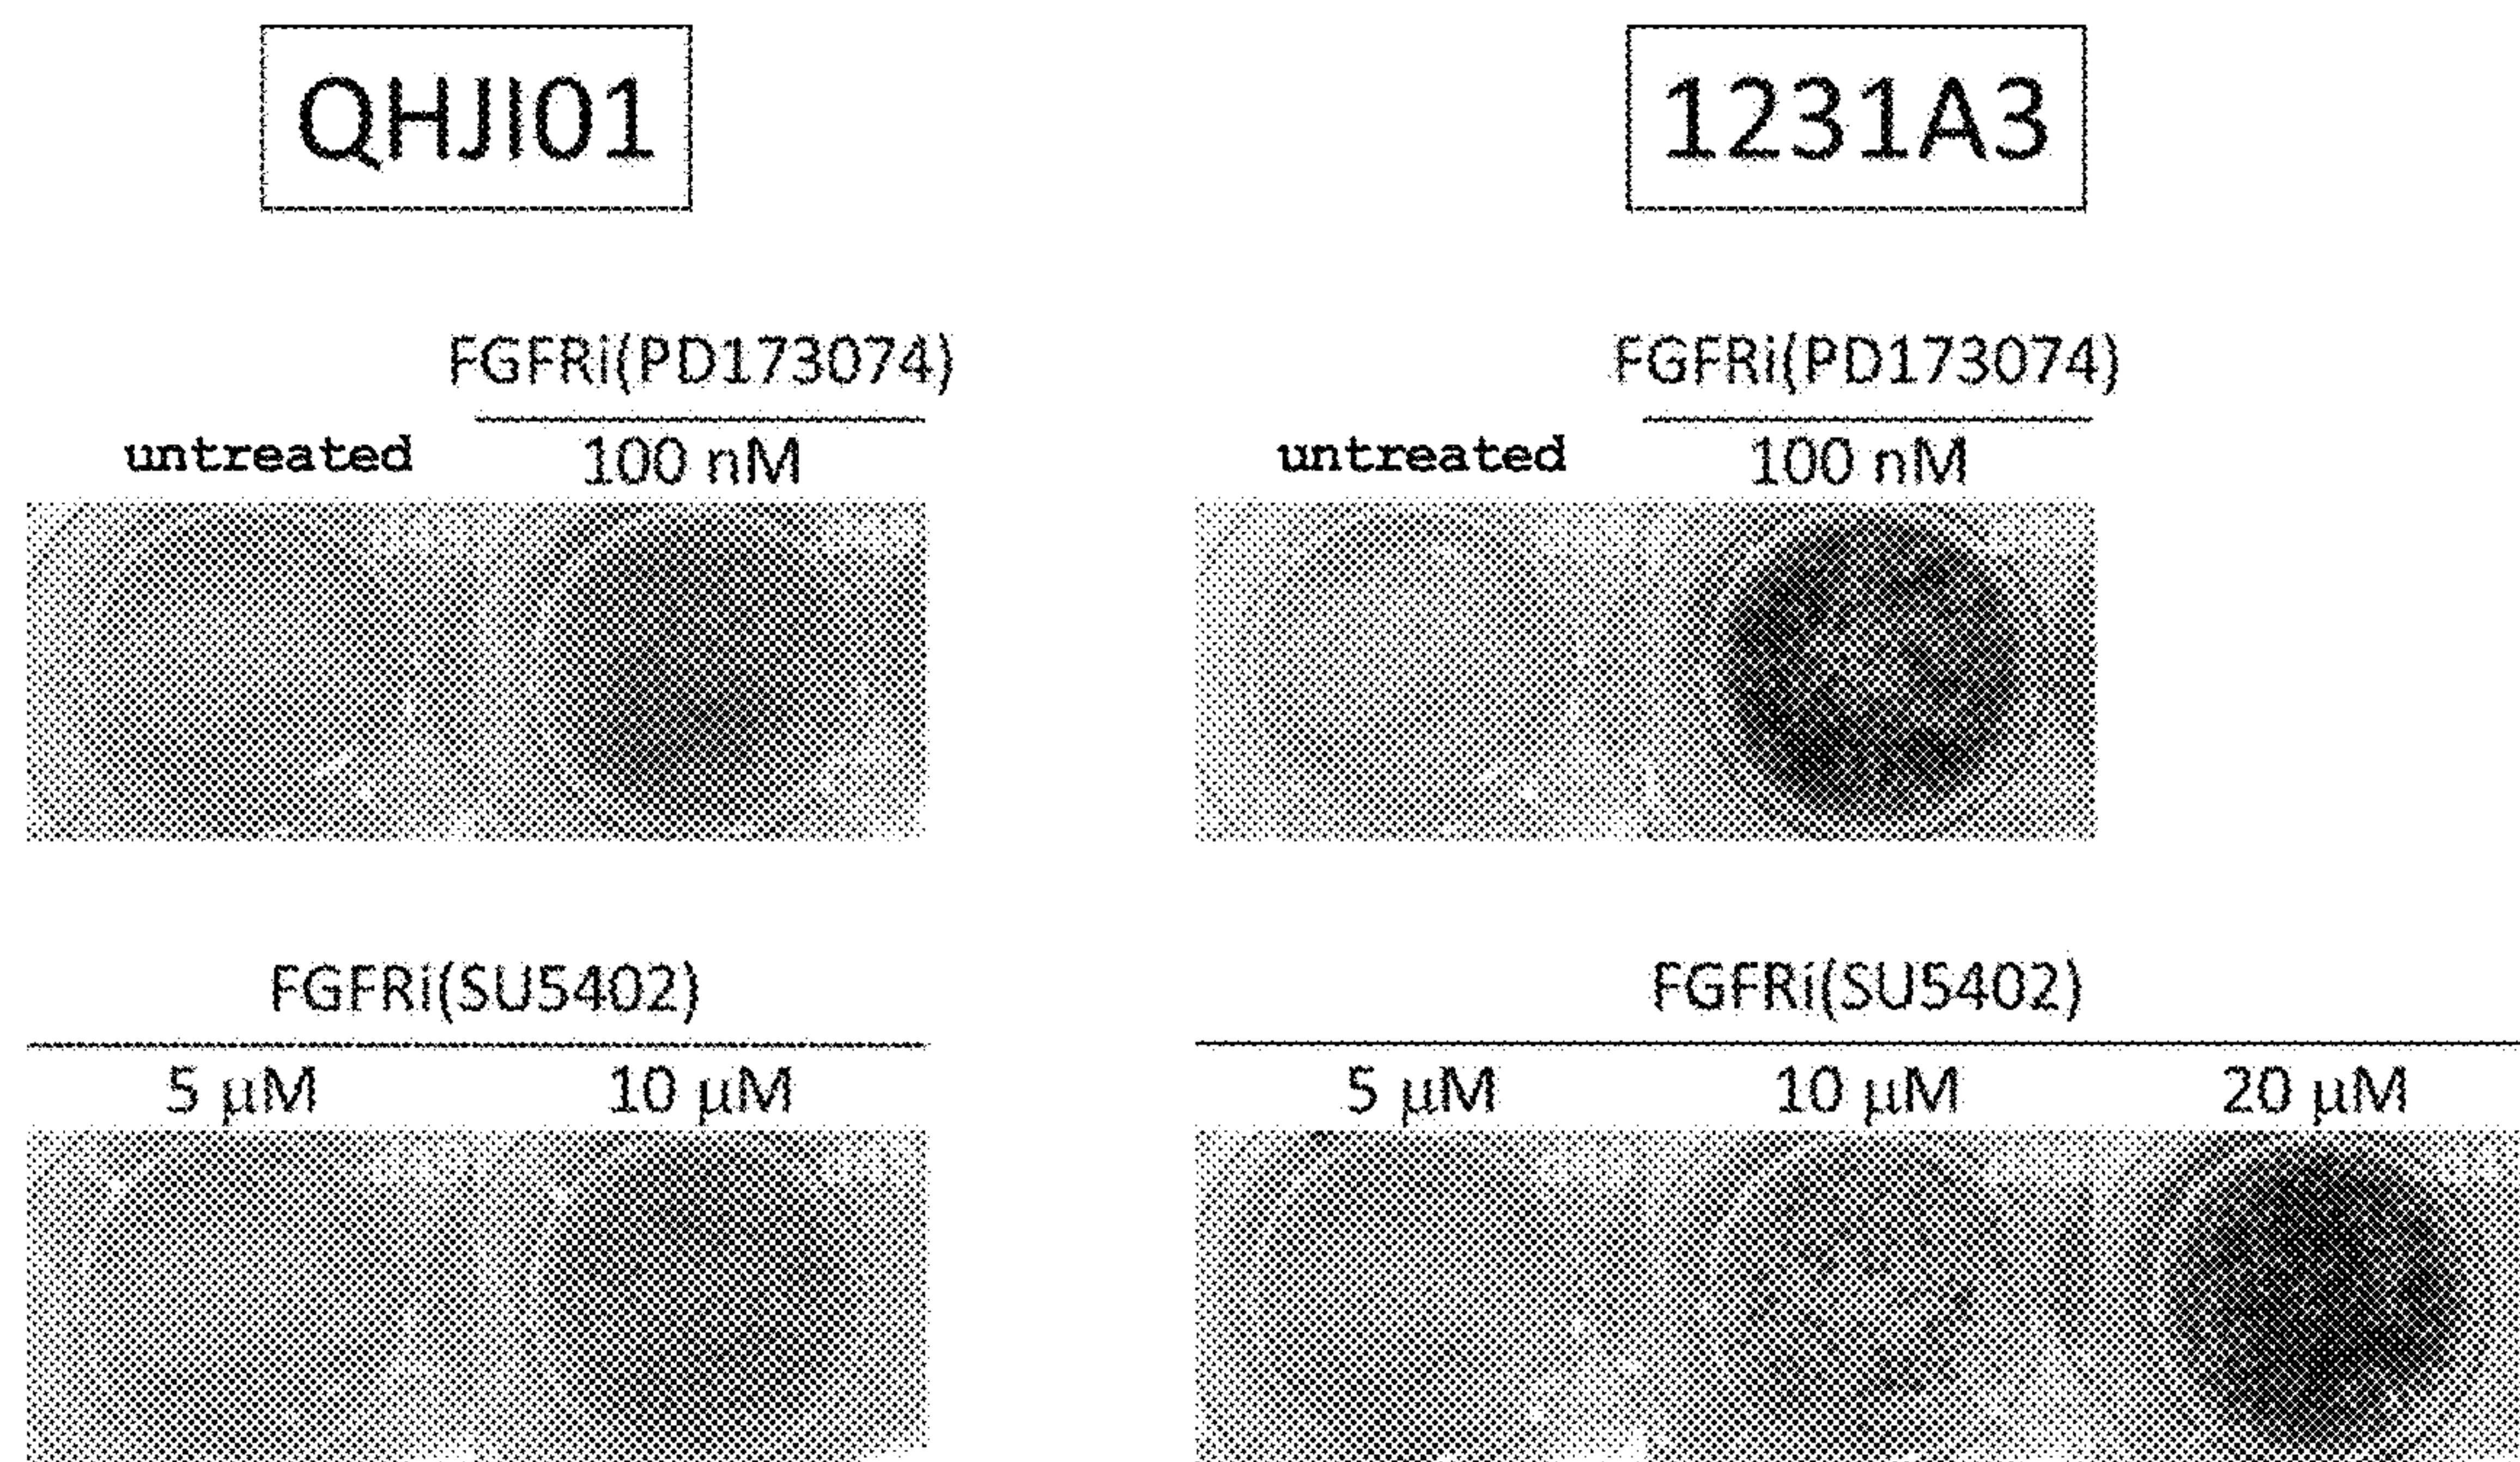 QHJI01
1231A3
FGFRi(PD173074)
untreated
100 nM
FGFRi(PD173074)
untreated
100 nM
FGFRi(SU5402)
5 μM
10 μM
FGFRi(SU5402)
5 μM
10 μM
20 μM